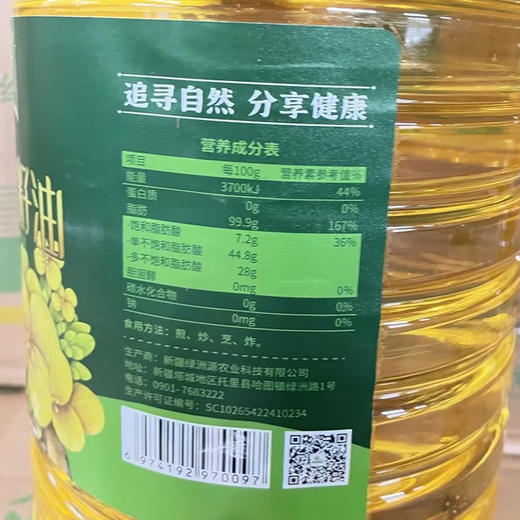 追寻自然 分享健康
营养成分表
项目 每100g 营养素参考值%
能量 3700kJ 44%
蛋白质 0g 0%
脂肪 99.9g 167%
-饱和脂肪酸 7.2g 36%
-单不饱和脂肪酸 44.8g
-多不饱和脂肪酸 28g
胆固醇 0mg 0%
碳水化合物 0g 0%
钠 0mg 0%
食用方法：煎、炒、烹、炸。
生产商：新疆绿洲源农业科技有限公司
地址：新疆塔城地区托里县哈图顿绿洲路1号
电话：0901-7683222
生产许可证编号：SC10265422410234
6 974192 970097
籽油